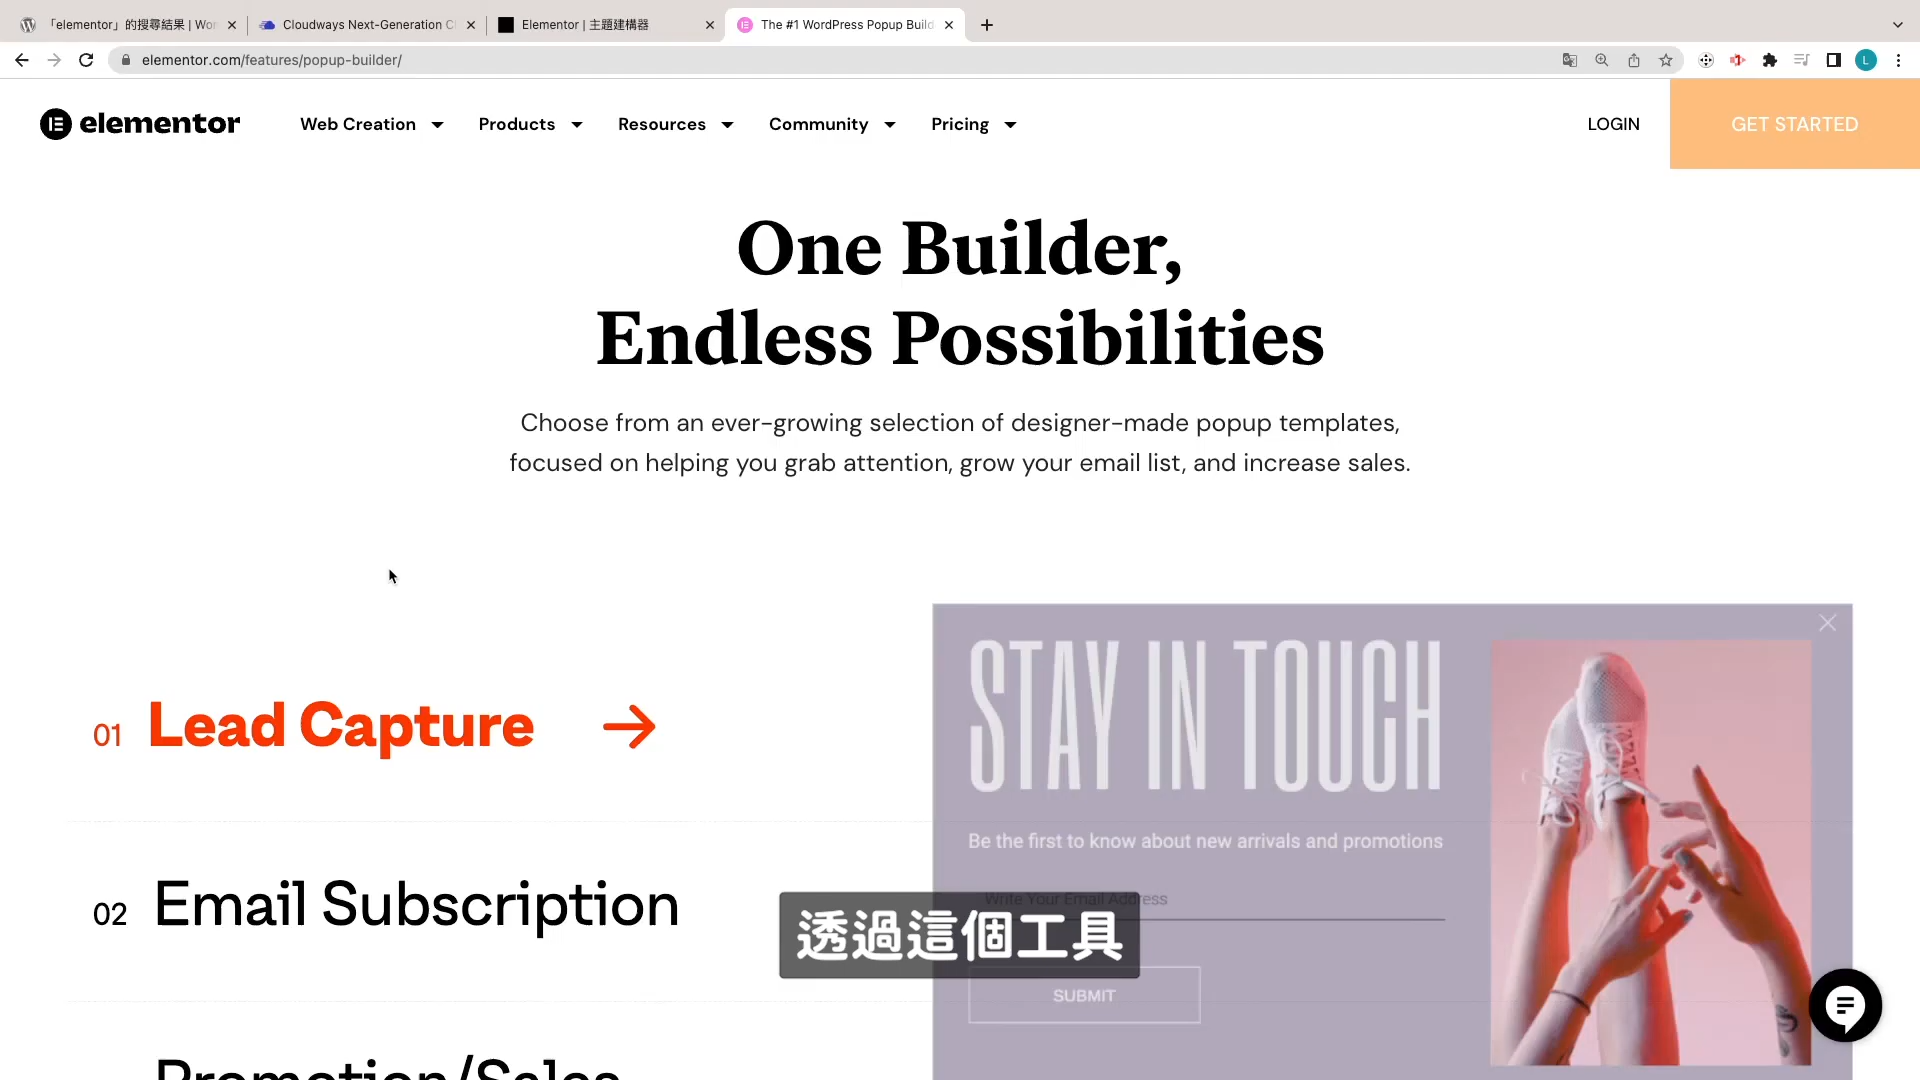 「elementor」的搜尋結果 | Wor
Cloudways Next-Generation C
Elementor | 主題建構器
The #1 WordPress Popup Build
elementor.com/features/popup-builder/
L
elementor
Web Creation
Products
Resources
Community
Pricing
LOGIN
GET STARTED
One Builder,
Endless Possibilities
Choose from an ever-growing selection of designer-made popup templates,
focused on helping you grab attention, grow your email list, and increase sales.
01 Lead Capture
02 Email Subscription
Promotion/Sales
STAY IN TOUCH
Be the first to know about new arrivals and promotions
Write Your Email Address
SUBMIT
透過這個工具